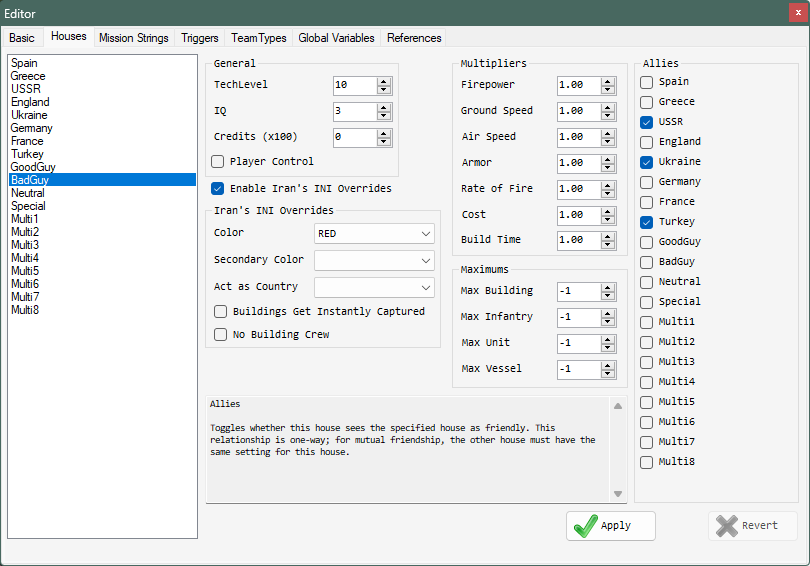 Editor
Basic Houses Mission Strings Triggers TeamTypes Global Variables References
Spain
Greece
USSR
England
Ukraine
Germany
France
Turkey
GoodGuy
BadGuy
Neutral
Special
Multi1
Multi2
Multi3
Multi4
Multi5
Multi6
Multi7
Multi8
General
TechLevel 10
IQ 3
Credits (x100) 0
Player Control
Enable Iran's INI Overrides
Iran's INI Overrides
Color RED
Secondary Color
Act as Country
Buildings Get Instantly Captured
No Building Crew
Multipliers
Firepower 1.00
Ground Speed 1.00
Air Speed 1.00
Armor 1.00
Rate of Fire 1.00
Cost 1.00
Build Time 1.00
Maximums
Max Building -1
Max Infantry -1
Max Unit -1
Max Vessel -1
Allies
Spain
Greece
USSR
England
Ukraine
Germany
France
Turkey
GoodGuy
BadGuy
Neutral
Special
Multi1
Multi2
Multi3
Multi4
Multi5
Multi6
Multi7
Multi8
Allies
Toggles whether this house sees the specified house as friendly. This
relationship is one-way; for mutual friendship, the other house must have the
same setting for this house.
Apply
Revert